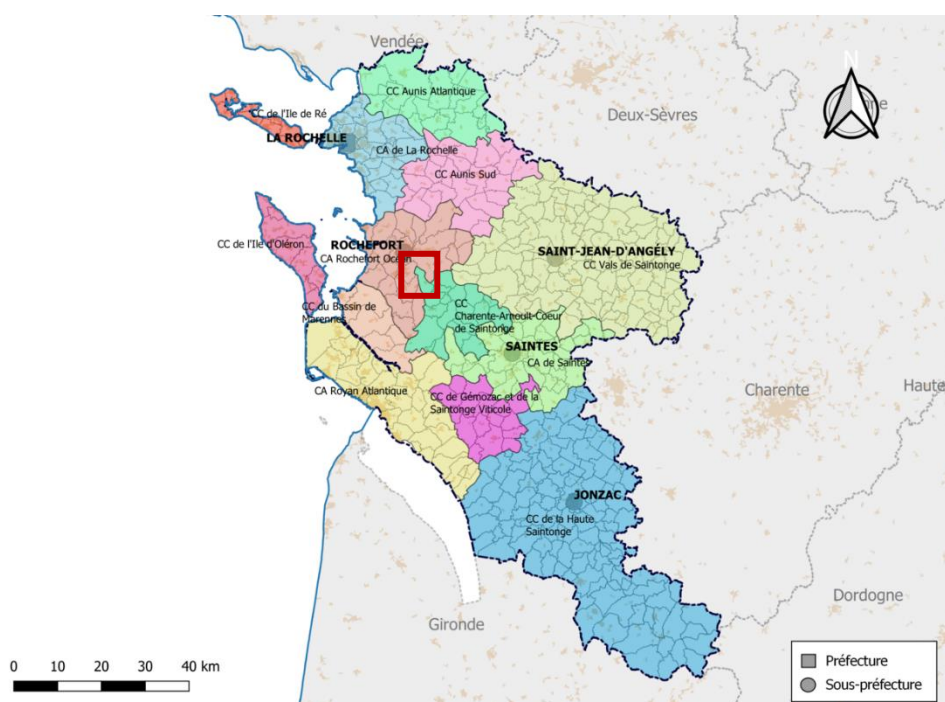 Vendée
N
CC Aunis Atlantique
Deux-Sèvres
CC de l'Ile de Ré
LA ROCHELLE
CA de La Rochelle
CC Aunis Sud
ROCHEFORT
CC de l'Ile d'Oléron
CA Rochefort Océan
SAINT-JEAN-D'ANGÉLY
CC Vals de Saintonge
CC du Bassin de
Marennes
CC
Charente-Arnoult-Coeur
de Saintonge
SAINTES
CA de Saintes
CA Royan Atlantique
CC de Gémozac et de la
Saintonge Viticole
Charente
Haute
JONZAC
CC de la Haute
Saintonge
Dordogne
Gironde
0 10 20 30 40 km
Préfecture
Sous-préfecture